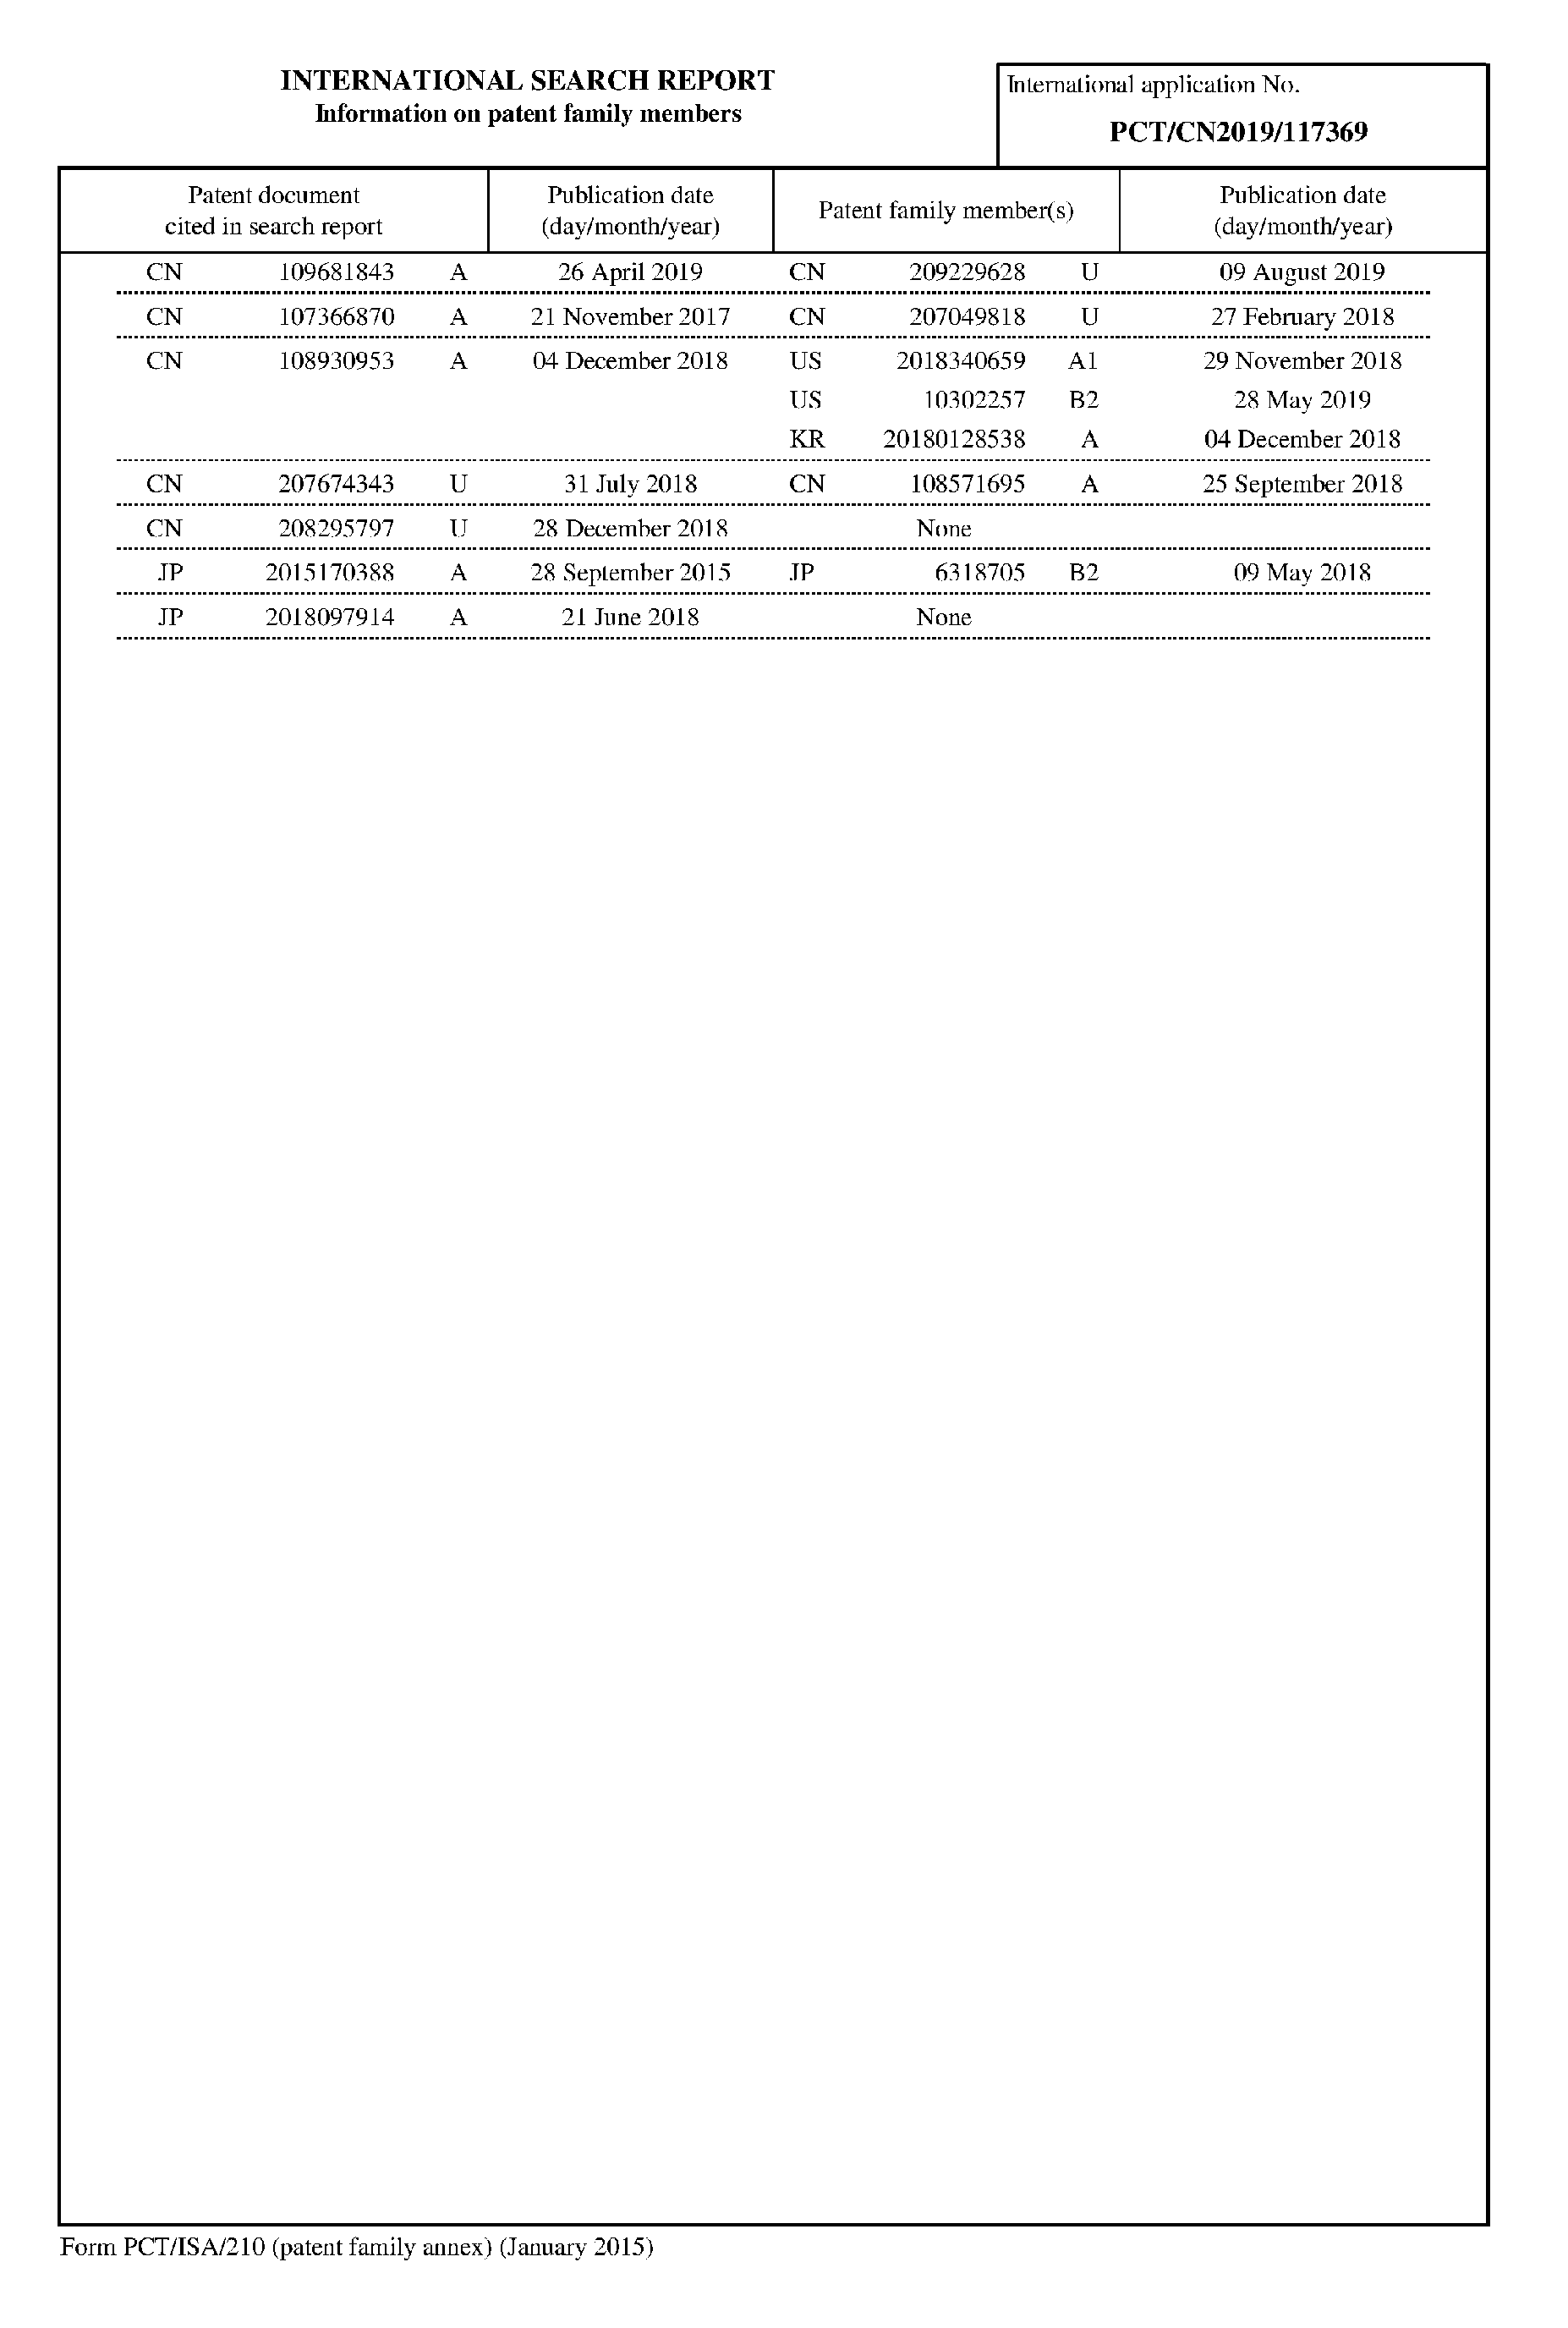 INTERNATIONAL SEARCH REPORT
Information on patent family members
International application No.
PCT/CN2019/117369
Patent document
cited in search report
Publication date
(day/month/year)
Patent family member(s)
Publication date
(day/month/year)
CN 109681843 A 26 April 2019 CN 209229628 U 09 August 2019
CN 107366870 A 21 November 2017 CN 207049818 U 27 February 2018
CN 108930953 A 04 December 2018 US 2018340659 A1 29 November 2018
US 10302257 B2 28 May 2019
KR 20180128538 A 04 December 2018
CN 207674343 U 31 July 2018 CN 108571695 A 25 September 2018
CN 208295797 U 28 December 2018 None
JP 2015170388 A 28 September 2015 JP 6318705 B2 09 May 2018
JP 2018097914 A 21 June 2018 None
Form PCT/ISA/210 (patent family annex) (January 2015)